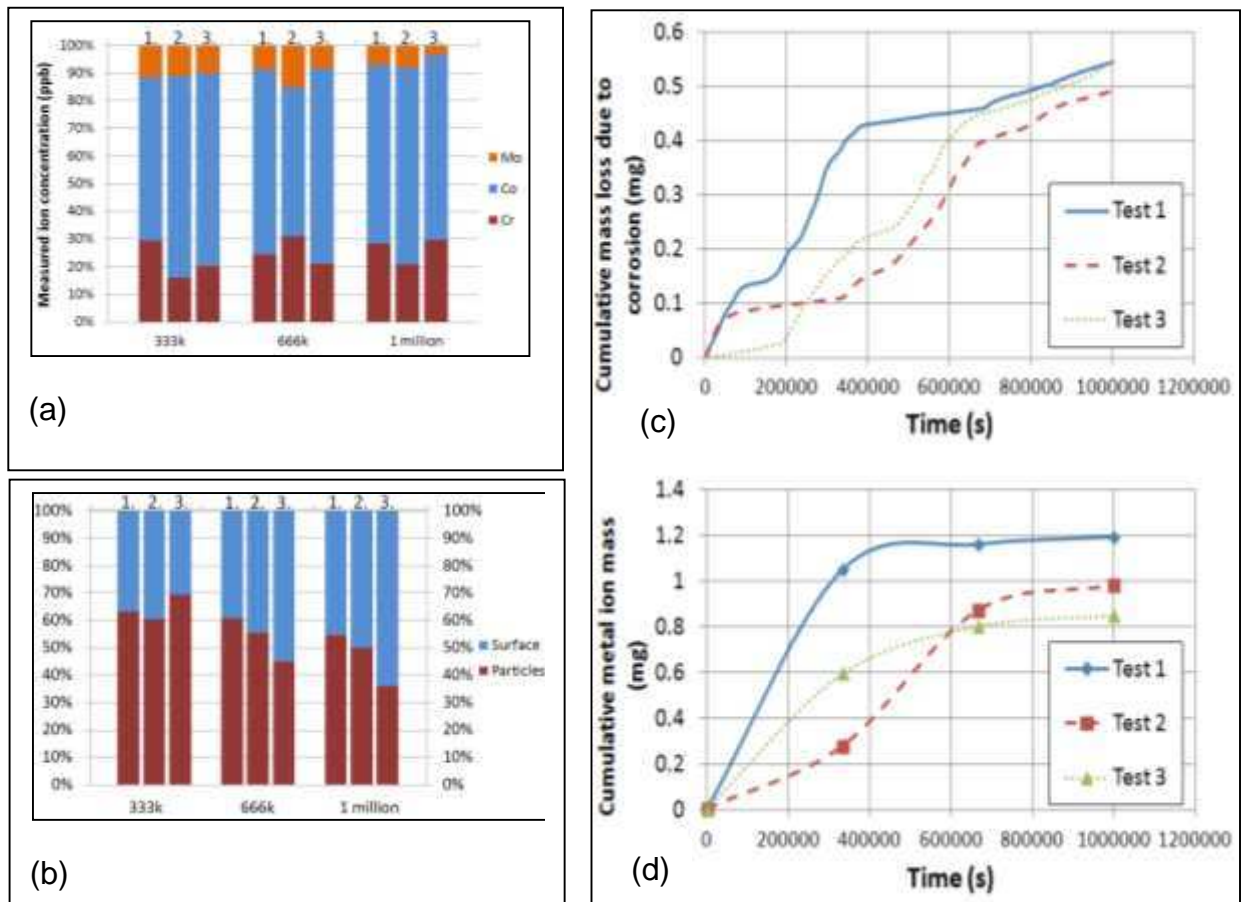 Measured ion concentration (ppb)
100%
90%
80%
70%
60%
50%
40%
30%
20%
10%
0%
1. 2. 3. 1. 2. 3. 1. 2. 3.
Mo
Co
Cr
333k 666k 1 million
(a)
100%
90%
80%
70%
60%
50%
40%
30%
20%
10%
0%
1. 2. 3. 1. 2. 3. 1. 2. 3.
100%
90%
80%
70%
60%
50%
40%
30%
20%
10%
0%
Surface
Particles
333k 666k 1 million
(b)
Cumulative mass loss due to
corrosion (mg)
0.6
0.5
0.4
0.3
0.2
0.1
0
Test 1
Test 2
Test 3
0 200000 400000 600000 800000 1000000 1200000
Time (s)
(c)
Cumulative metal ion mass
(mg)
1.4
1.2
1
0.8
0.6
0.4
0.2
0
Test 1
Test 2
Test 3
0 200000 400000 600000 800000 1000000 1200000
Time (s)
(d)